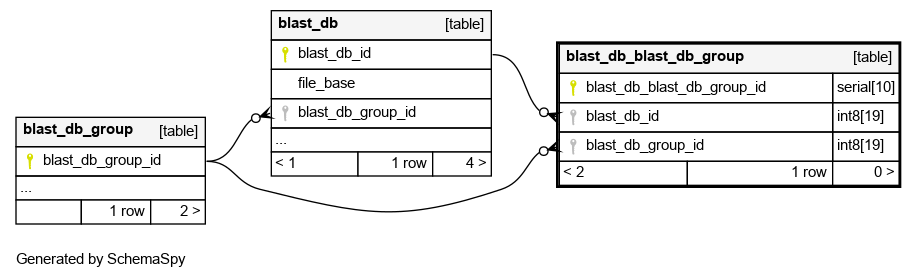 blast_db [table]
blast_db_id
file_base
blast_db_group_id
...
< 1 1 row 4 >
blast_db_blast_db_group [table]
blast_db_blast_db_group_id serial[10]
blast_db_id int8[19]
blast_db_group_id int8[19]
< 2 1 row 0 >
blast_db_group [table]
blast_db_group_id
...
1 row 2 >
Generated by SchemaSpy